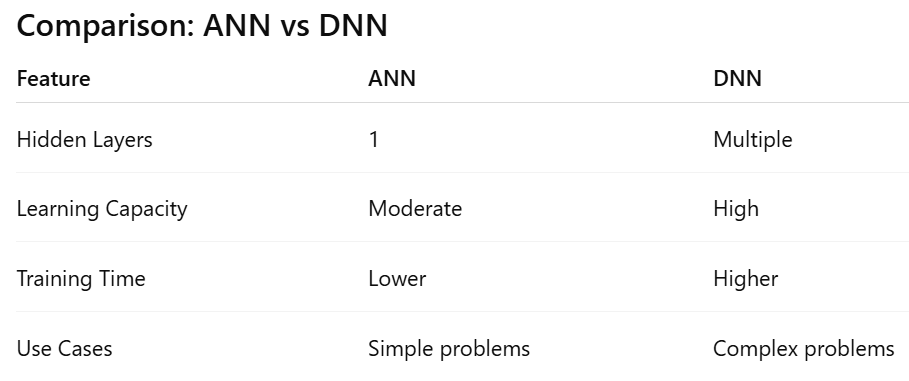 Comparison: ANN vs DNN
Feature ANN DNN
Hidden Layers 1 Multiple
Learning Capacity Moderate High
Training Time Lower Higher
Use Cases Simple problems Complex problems